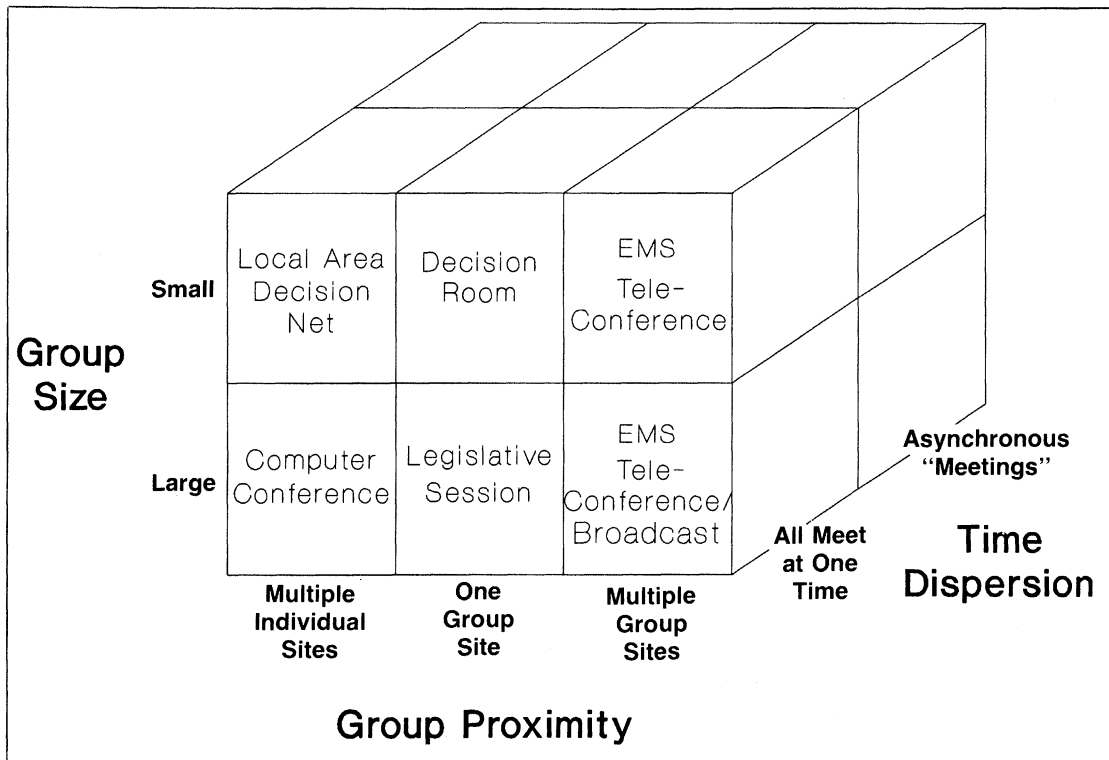 Group
Size
Small
Large
Local Area
Decision
Net
Decision
Room
EMS
Tele-
Conference
Computer
Conference
Legislative
Session
EMS
Tele-
Conference/
Broadcast
Multiple
Individual
Sites
One
Group
Site
Multiple
Group
Sites
Group Proximity
All Meet
at One
Time
Asynchronous
“Meetings”
Time
Dispersion